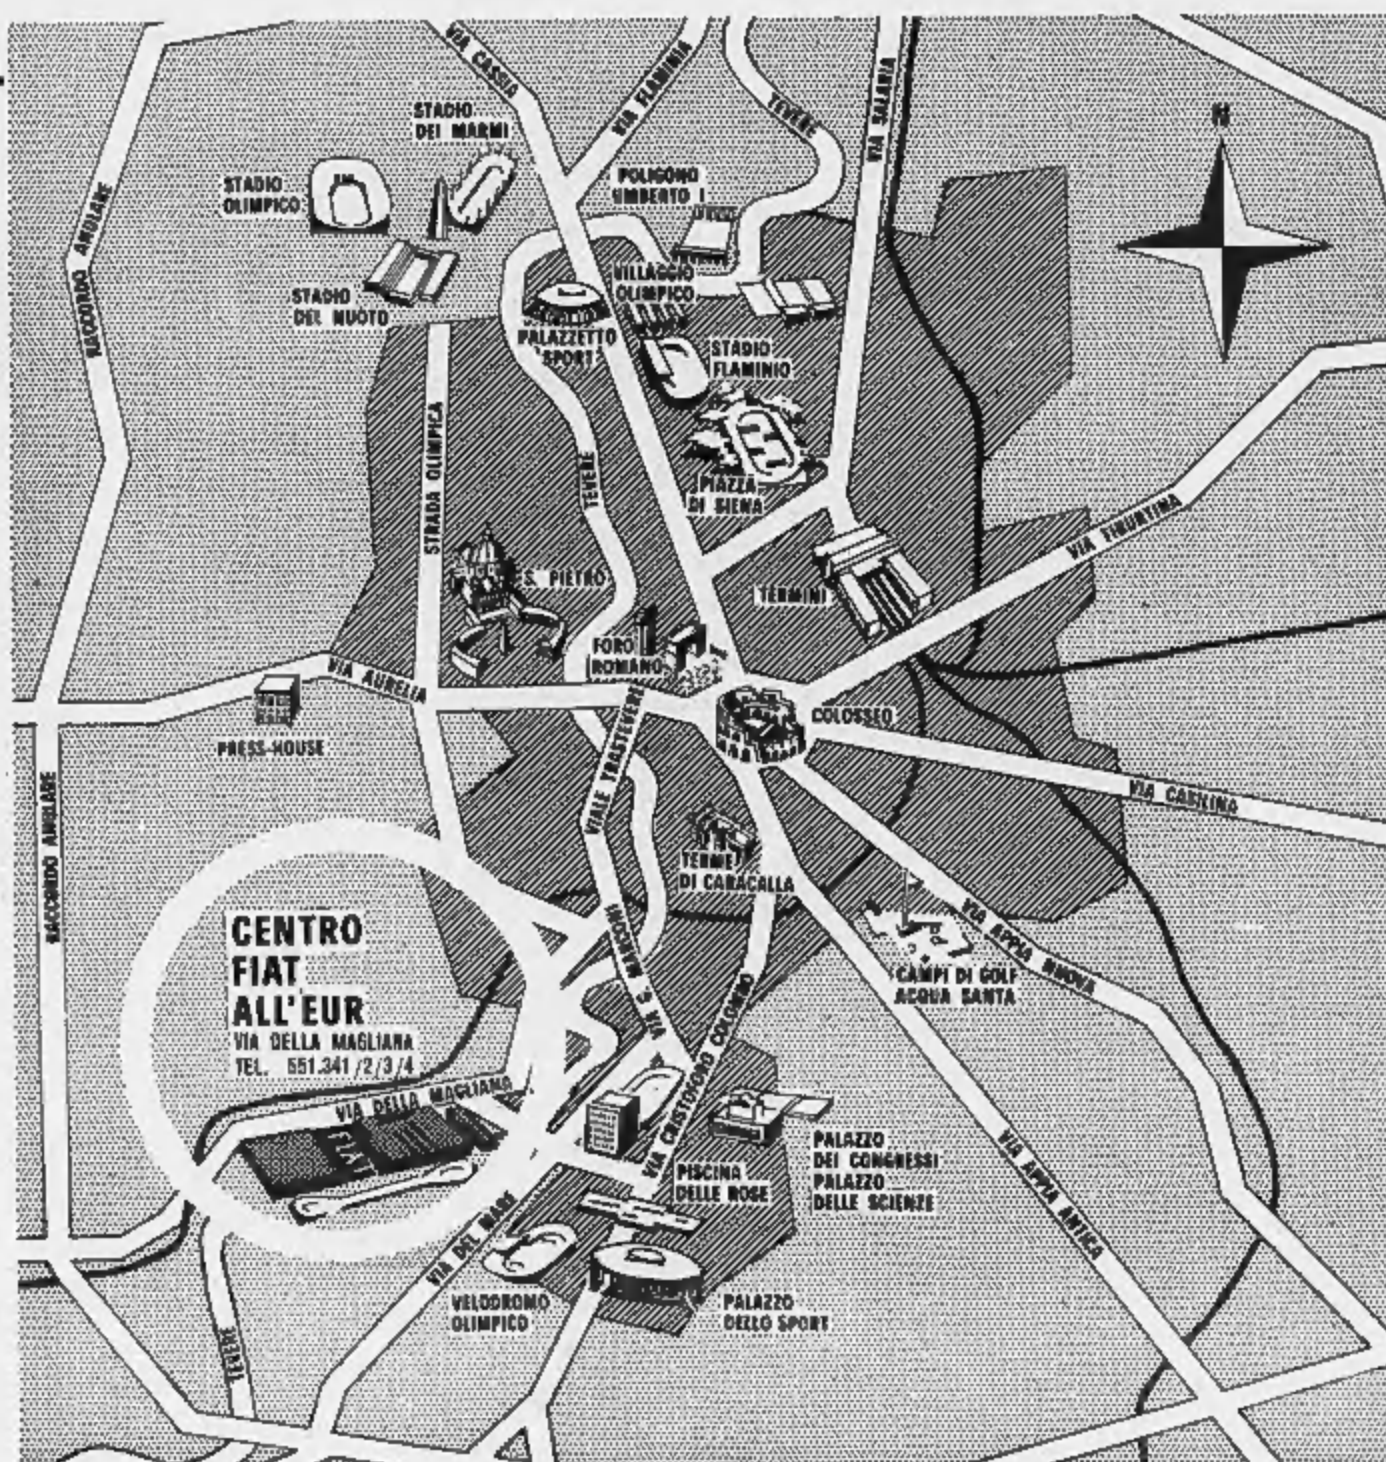 VIA CASSIA
VIA FLAMINIA
TEVERE
VIA SALARIA
N
STADIO
DEI MARMI
STADIO
OLIMPICO
POLIGONO
UMBERTO I
RACCORDO ANULARE
STADIO
DEL NUOTO
VILLAGGIO
OLIMPICO
PALAZZETTO
SPORT
STADIO
FLAMINIO
STRADA OLIMPICA
TEVERE
PIAZZA
DI SIENA
VIA TIBURTINA
S. PIETRO
TERMINI
FORO
ROMANO
VIA AURELIA
PRESS-HOUSE
COLOSSEO
VIALE TRASTEVERE
VIA CASILINA
RACCORDO ANULARE
TERME
DI CARACALLA
CENTRO
FIAT
ALL'EUR
VIA DELLA MAGLIANA
TEL. 551.341/2/3/4
VIA G MARCONI
VIA APPIA NUOVA
CAMPI DI GOLF
ACQUA SANTA
VIA CRISTOFORO COLOMBO
VIA DELLA MAGLIANA
FIAT
PISCINA
DELLE ROSE
PALAZZO
DEI CONGRESSI
PALAZZO
DELLE SCIENZE
VIA APPIA ANTICA
VIA DEL MARE
VELODROMO
OLIMPICO
PALAZZO
DELLO SPORT
TEVERE